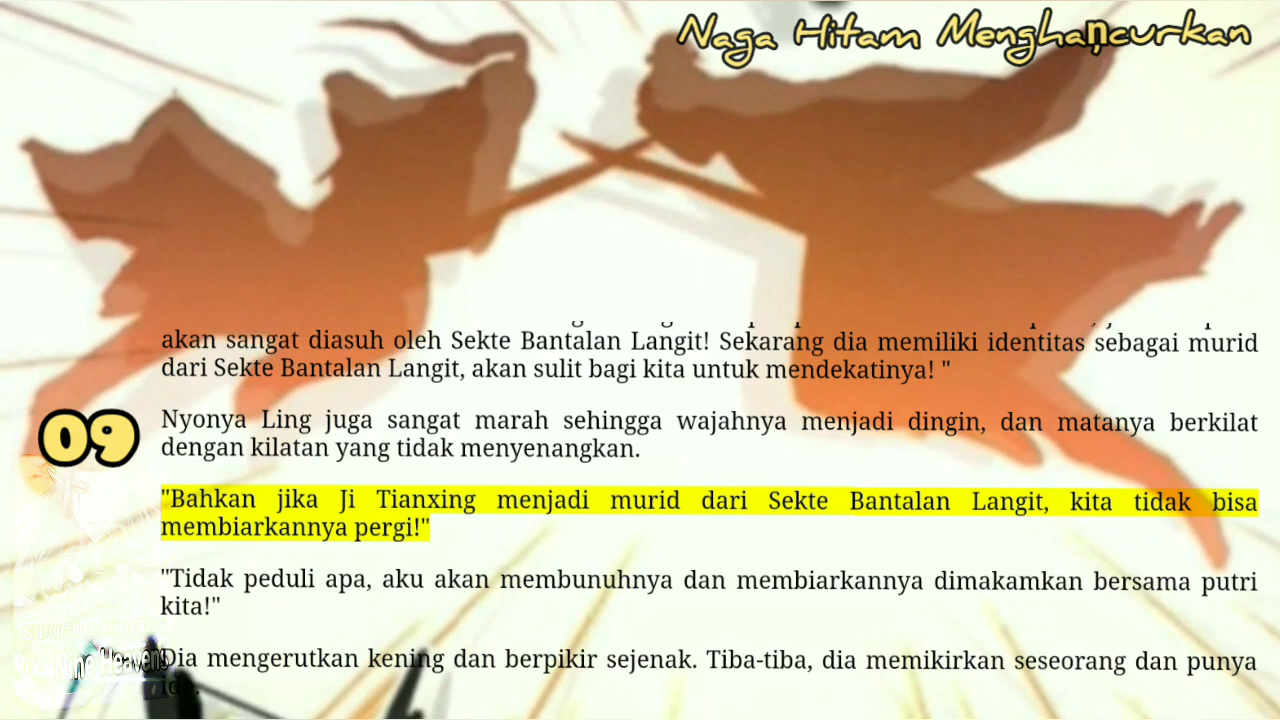 Naga Hitam Menghaņcurkan
akan sangat diasuh oleh Sekte Bantalan Langit! Sekarang dia memiliki identitas sebagai murid
dari Sekte Bantalan Langit, akan sulit bagi kita untuk mendekatinya! "
09
Nyonya Ling juga sangat marah sehingga wajahnya menjadi dingin, dan matanya berkilat
dengan kilatan yang tidak menyenangkan.
"Bahkan jika Ji Tianxing menjadi murid dari Sekte Bantalan Langit, kita tidak bisa
membiarkannya pergi!"
"Tidak peduli apa, aku akan membunuhnya dan membiarkannya dimakamkan bersama putri
kita!"
Dia mengerutkan kening dan berpikir sejenak. Tiba-tiba, dia memikirkan seseorang dan punya
ide.
Nine Heavens